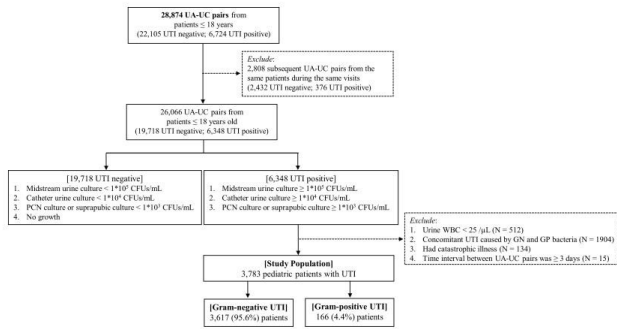 28,874 UA-UC pairs from
patients ≤ 18 years
(22,105 UTI negative; 6,724 UTI positive)
Exclude:
2,808 subsequent UA-UC pairs from the
same patients during the same visits
(2,432 UTI negative; 376 UTI positive)
26,066 UA-UC pairs from
patients ≤ 18 years old
(19,718 UTI negative; 6,348 UTI positive)
[19,718 UTI negative]
1. Midstream urine culture < 1*10⁵ CFUs/mL
2. Catheter urine culture < 1*10⁴ CFUs/mL
3. PCN culture or suprapubic culture < 1*10³ CFUs/mL
4. No growth
[6,348 UTI positive]
1. Midstream urine culture ≥ 1*10⁵ CFUs/mL
2. Catheter urine culture ≥ 1*10⁴ CFUs/mL
3. PCN culture or suprapubic ≥ 1*10³ CFUs/mL
Exclude:
1. Urine WBC < 25 /μL (N = 512)
2. Concomitant UTI caused by GN and GP bacteria (N = 1904)
3. Had catastrophic illness (N = 134)
4. Time interval between UA-UC pairs was ≥ 3 days (N = 15)
[Study Population]
3,783 pediatric patients with UTI
[Gram-negative UTI]
3,617 (95.6%) patients
[Gram-positive UTI]
166 (4.4%) patients